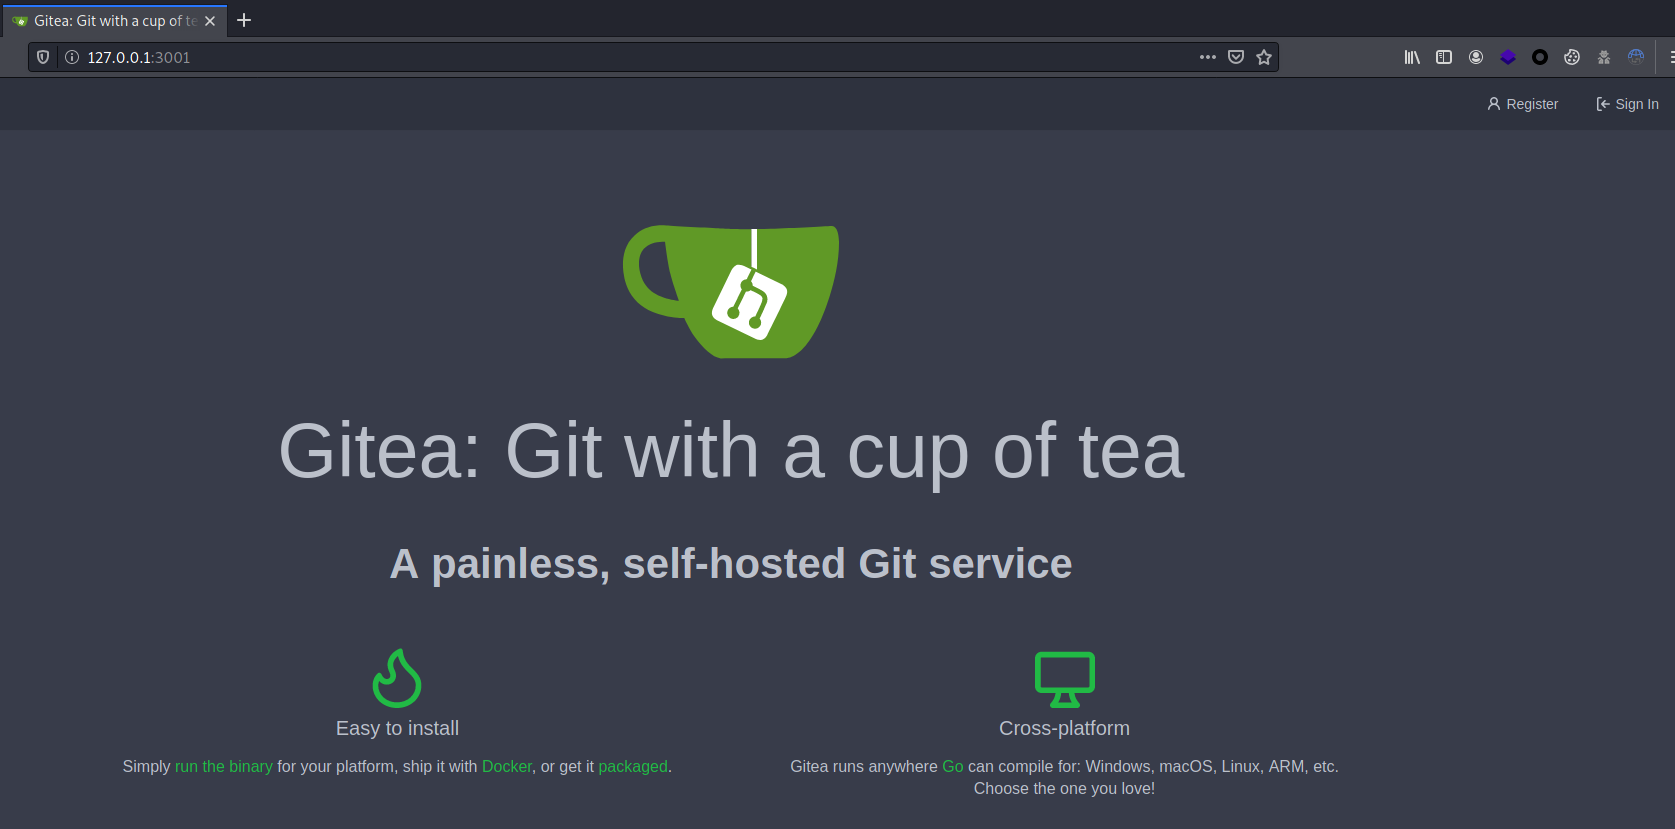 Gitea: Git with a cup of te
127.0.0.1:3001
Register Sign In
Gitea: Git with a cup of tea
A painless, self-hosted Git service
Easy to install
Simply run the binary for your platform, ship it with Docker, or get it packaged.
Cross-platform
Gitea runs anywhere Go can compile for: Windows, macOS, Linux, ARM, etc.
Choose the one you love!